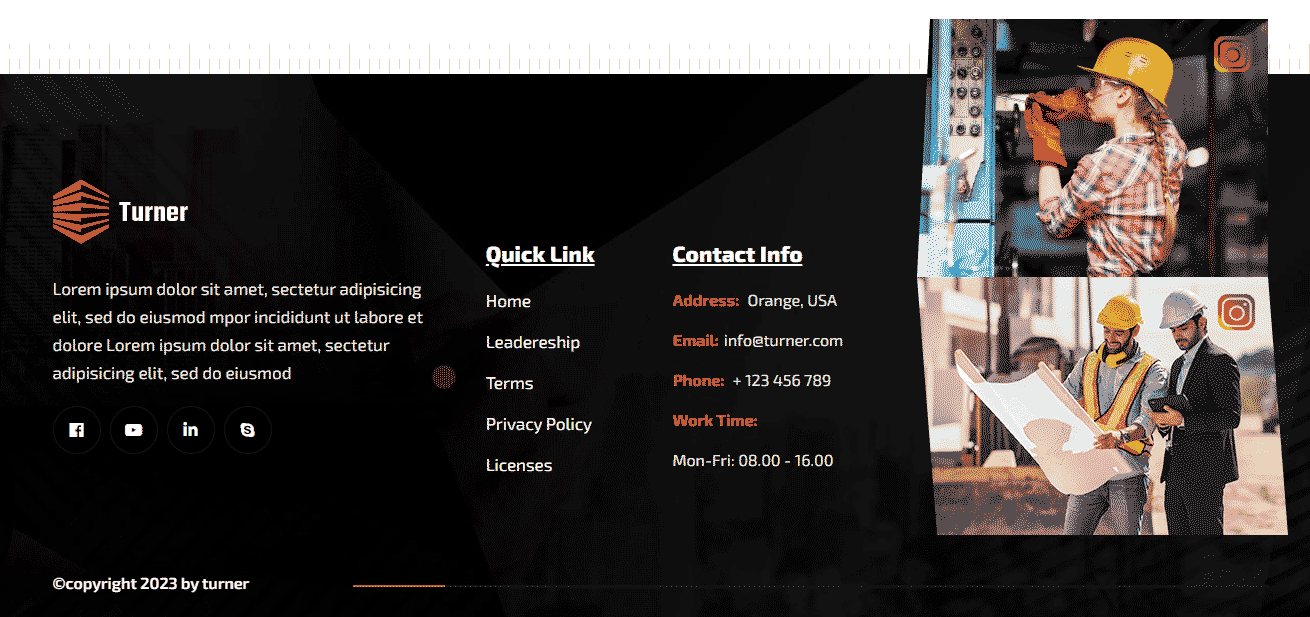 Turner
Lorem ipsum dolor sit amet, sectetur adipisicing
elit, sed do eiusmod mpor incididunt ut labore et
dolore Lorem ipsum dolor sit amet, sectetur
adipisicing elit, sed do eiusmod
Quick Link
Home
Leadereship
Terms
Privacy Policy
Licenses
Contact Info
Address: Orange, USA
Email: info@turner.com
Phone: + 123 456 789
Work Time:
Mon-Fri: 08.00 - 16.00
©copyright 2023 by turner